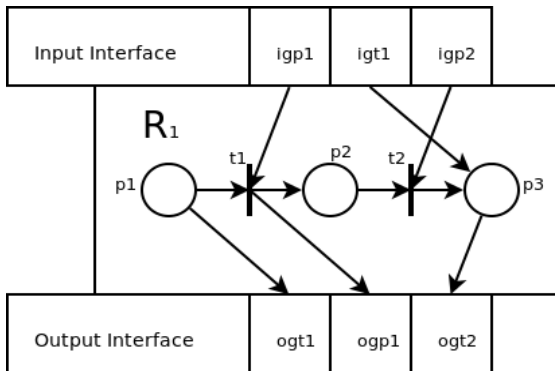 Input Interface igp1 igt1 igp2
R₁
t1 p2 t2
p1 p3
Output Interface ogt1 ogp1 ogt2